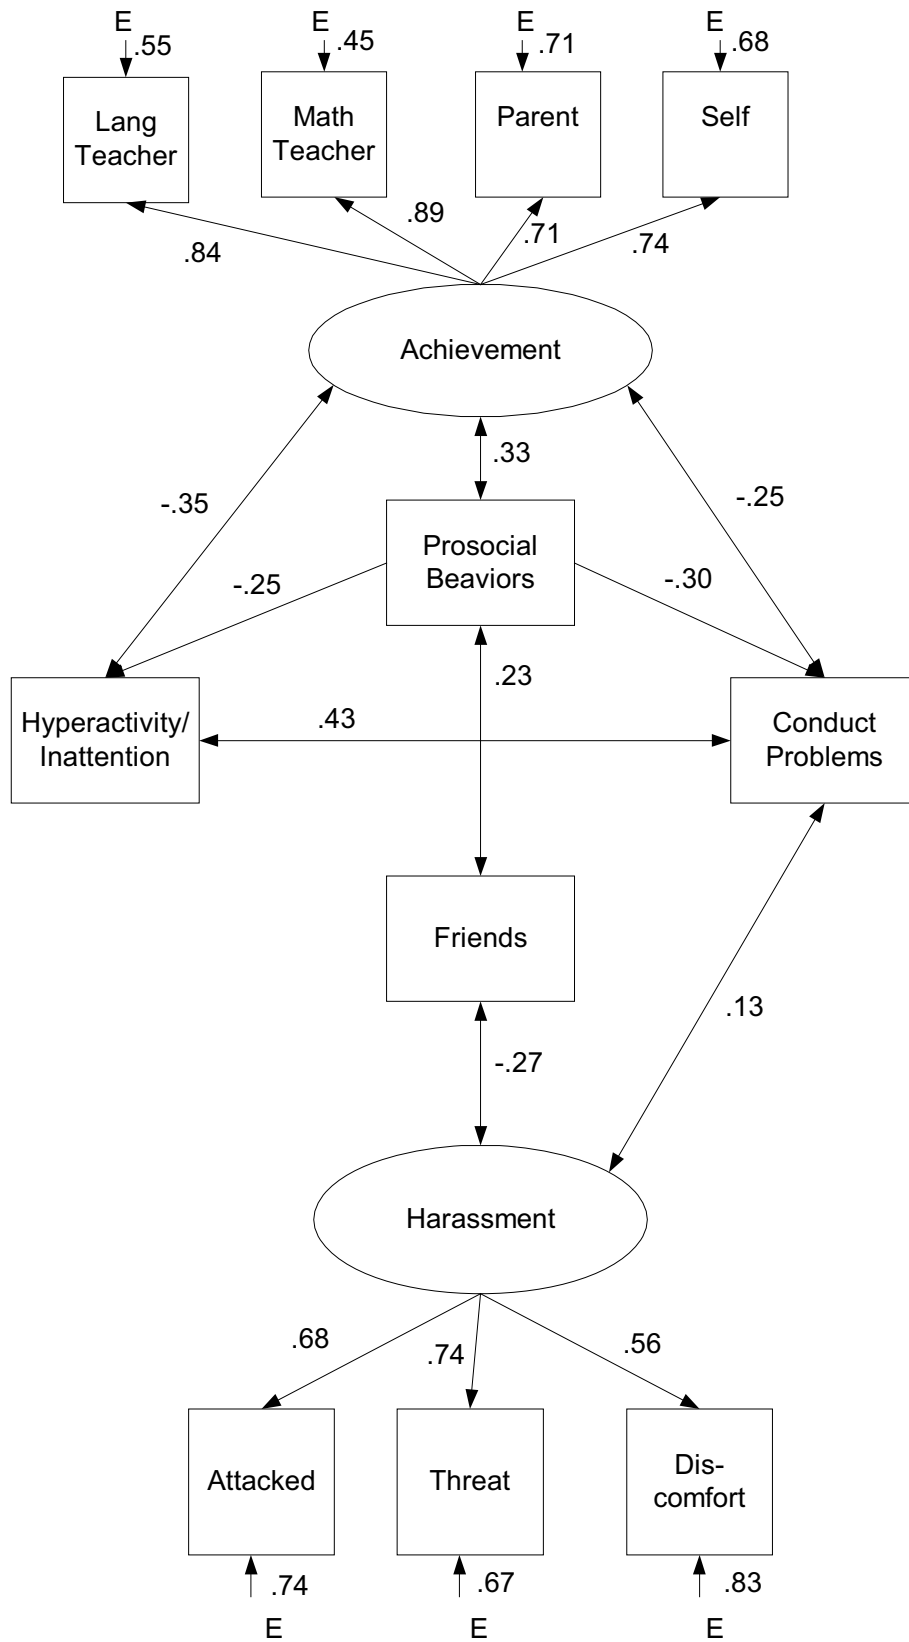 E E E E
.55 .45 .71 .68
Lang
Teacher
Math
Teacher
Parent
Self
.84
.89
.71
.74
Achievement
.33
-.35
-.25
Prosocial
Beaviors
-.25
-.30
.23
Hyperactivity/
Inattention
.43
Conduct
Problems
Friends
.13
-.27
Harassment
.68
.74
.56
Attacked
Threat
Dis-
comfort
.74 .67 .83
E E E